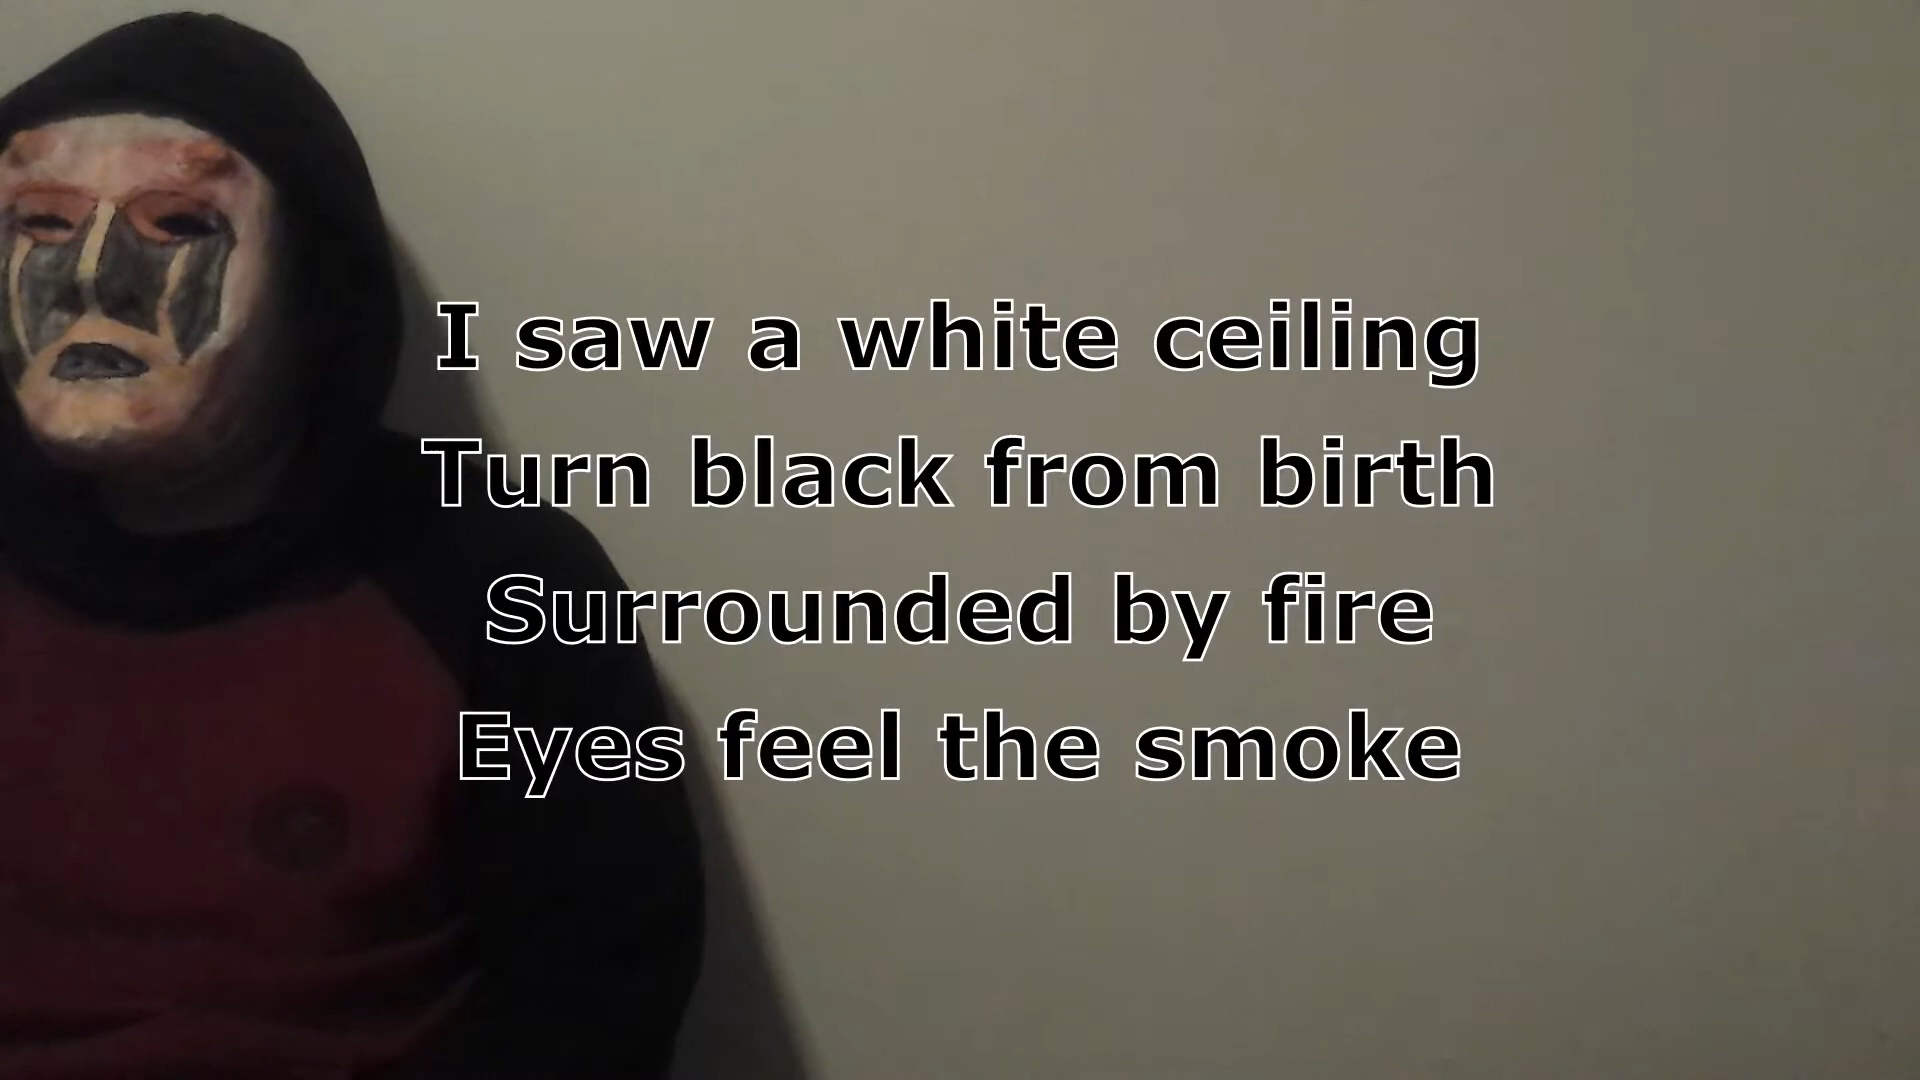 I saw a white ceiling
Turn black from birth
Surrounded by fire
Eyes feel the smoke